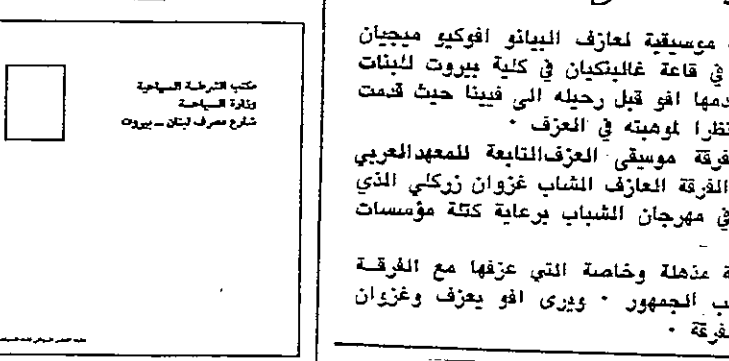 مكتب الشرطة السياحية
وزارة السياحة
شارع مصرف لبنان _ بيروت
موسيقية لعازف البيانو افوكيو ميجيان
في قاعة غالبنكيان في كلية بيروت للبنات
دمها افو قبل رحيله الى فيينا حيث قدمت
نظرا لموهبته في العزف ٠
فرقة موسيقى العزف التابعة للمعهد العربي
الفرقة العازف الشاب غزوان زركلي الذي
في مهرجان الشباب برعاية كتلة مؤسسات
ة مذهلة وخاصة التي عزفها مع الفرقة
ب الجمهور ٠ ويرى افو يعزف وغزوان
لفرقة ٠